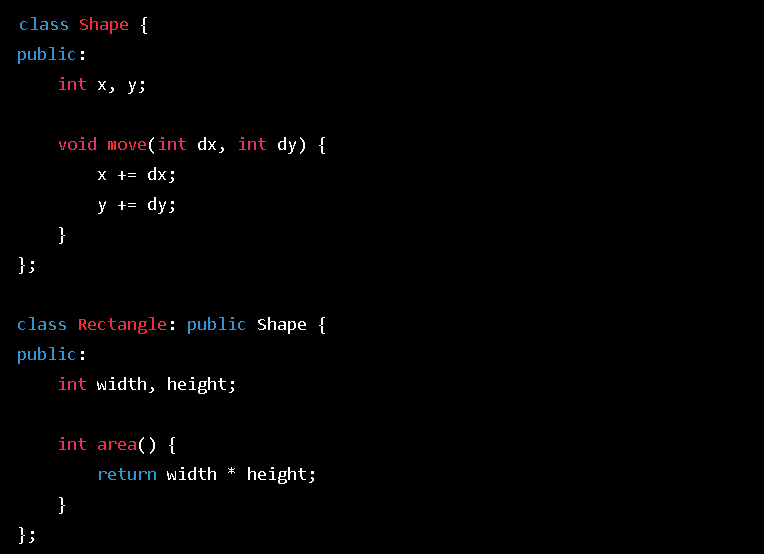 class Shape {
public:
    int x, y;

    void move(int dx, int dy) {
        x += dx;
        y += dy;
    }
};

class Rectangle: public Shape {
public:
    int width, height;

    int area() {
        return width * height;
    }
};